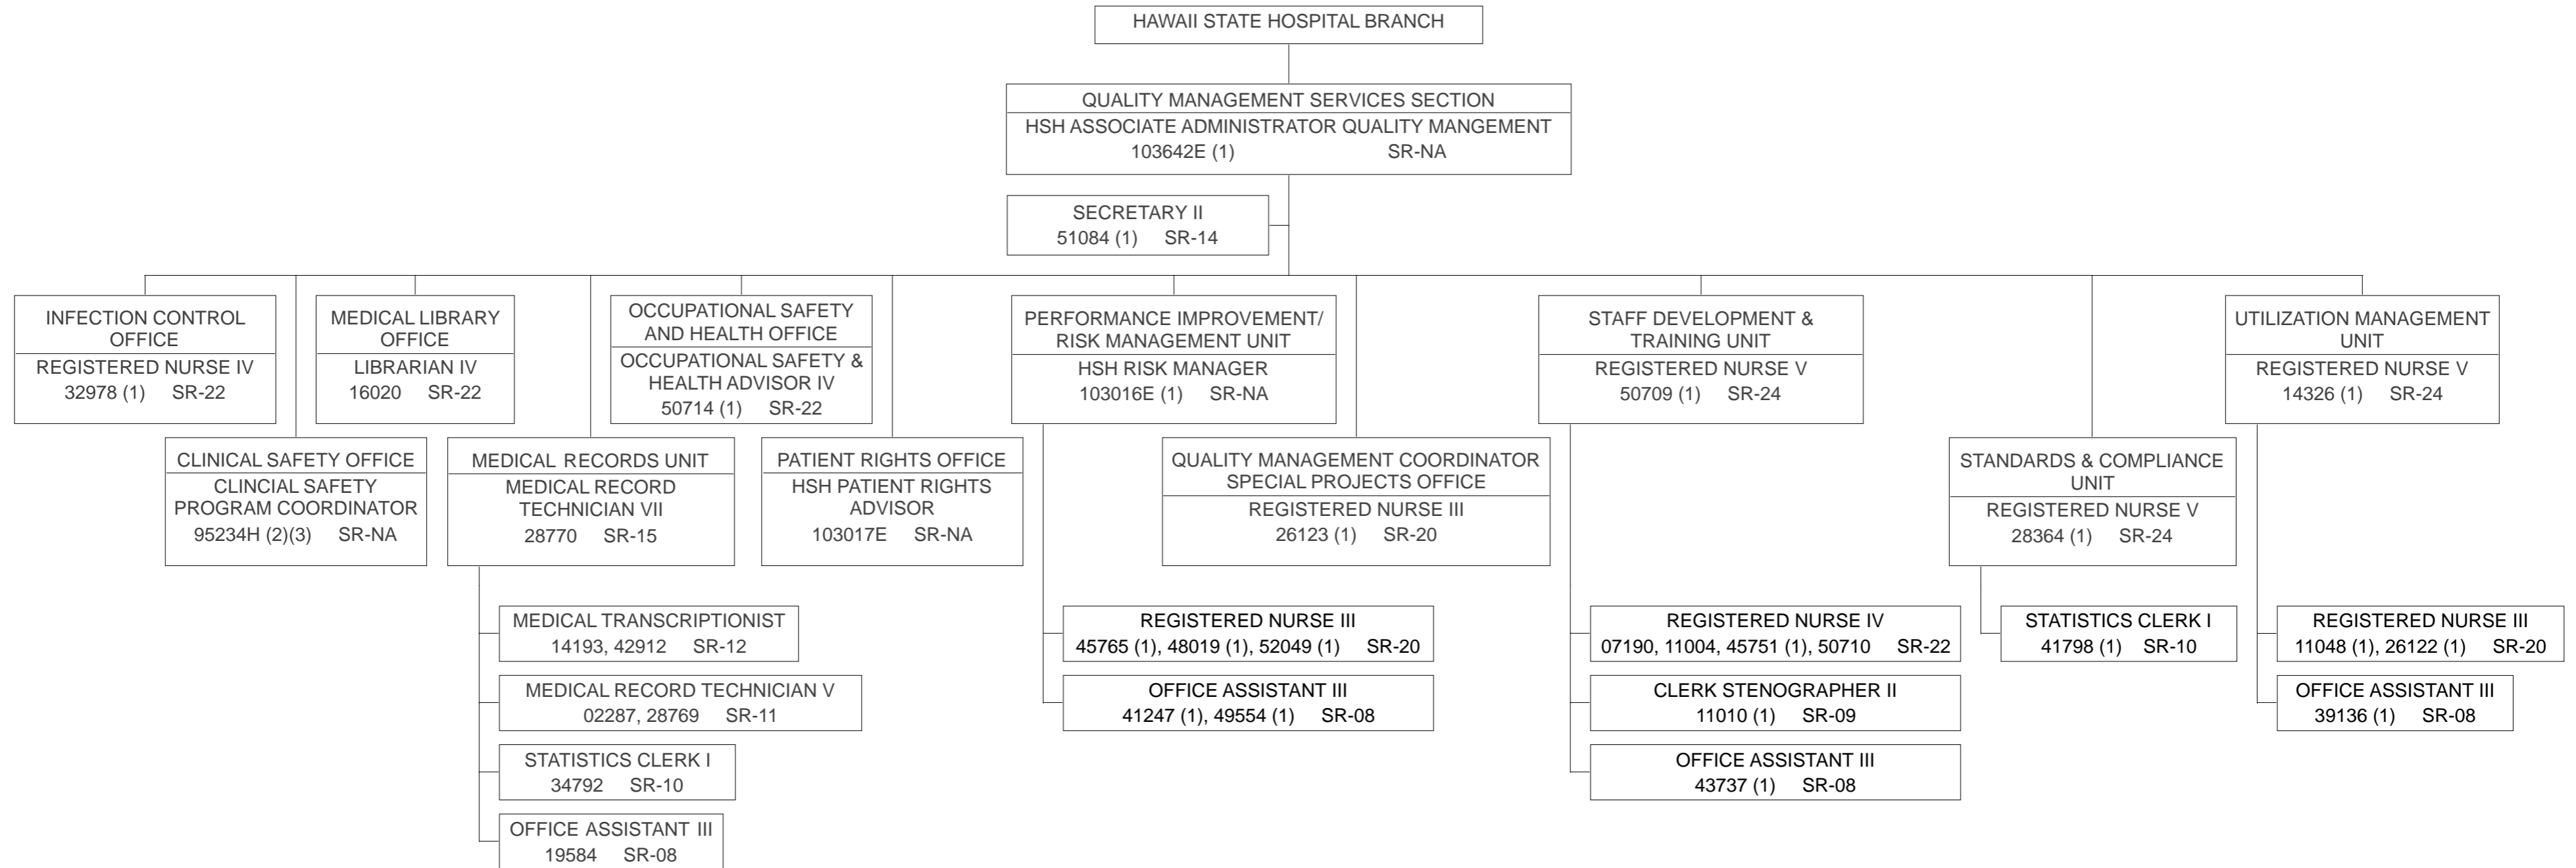 HAWAII STATE HOSPITAL BRANCH
QUALITY MANAGEMENT SERVICES SECTION
HSH ASSOCIATE ADMINISTRATOR QUALITY MANGEMENT
103642E (1) SR-NA
SECRETARY II
51084 (1) SR-14
INFECTION CONTROL
OFFICE
REGISTERED NURSE IV
32978 (1) SR-22
MEDICAL LIBRARY
OFFICE
LIBRARIAN IV
16020 SR-22
OCCUPATIONAL SAFETY
AND HEALTH OFFICE
OCCUPATIONAL SAFETY &
HEALTH ADVISOR IV
50714 (1) SR-22
PERFORMANCE IMPROVEMENT/
RISK MANAGEMENT UNIT
HSH RISK MANAGER
103016E (1) SR-NA
STAFF DEVELOPMENT &
TRAINING UNIT
REGISTERED NURSE V
50709 (1) SR-24
UTILIZATION MANAGEMENT
UNIT
REGISTERED NURSE V
14326 (1) SR-24
CLINICAL SAFETY OFFICE
CLINCIAL SAFETY
PROGRAM COORDINATOR
95234H (2)(3) SR-NA
MEDICAL RECORDS UNIT
MEDICAL RECORD
TECHNICIAN VII
28770 SR-15
PATIENT RIGHTS OFFICE
HSH PATIENT RIGHTS
ADVISOR
103017E SR-NA
QUALITY MANAGEMENT COORDINATOR
SPECIAL PROJECTS OFFICE
REGISTERED NURSE III
26123 (1) SR-20
STANDARDS & COMPLIANCE
UNIT
REGISTERED NURSE V
28364 (1) SR-24
MEDICAL TRANSCRIPTIONIST
14193, 42912 SR-12
MEDICAL RECORD TECHNICIAN V
02287, 28769 SR-11
STATISTICS CLERK I
34792 SR-10
OFFICE ASSISTANT III
19584 SR-08
REGISTERED NURSE III
45765 (1), 48019 (1), 52049 (1) SR-20
OFFICE ASSISTANT III
41247 (1), 49554 (1) SR-08
REGISTERED NURSE IV
07190, 11004, 45751 (1), 50710 SR-22
CLERK STENOGRAPHER II
11010 (1) SR-09
OFFICE ASSISTANT III
43737 (1) SR-08
STATISTICS CLERK I
41798 (1) SR-10
REGISTERED NURSE III
11048 (1), 26122 (1) SR-20
OFFICE ASSISTANT III
39136 (1) SR-08